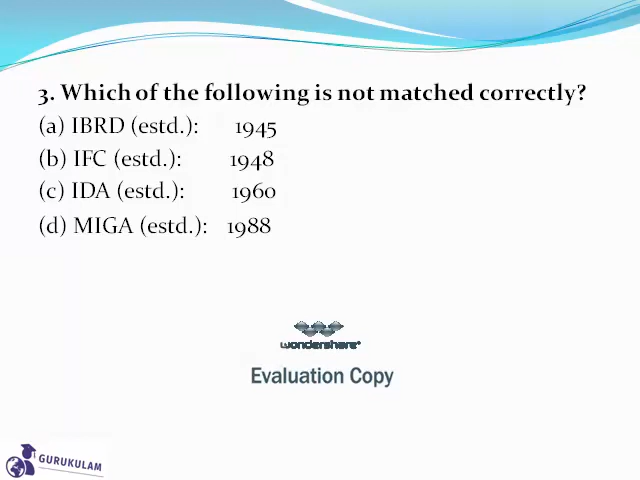 3. Which of the following is not matched correctly?
(a) IBRD (estd.): 1945
(b) IFC (estd.): 1948
(c) IDA (estd.): 1960
(d) MIGA (estd.): 1988
wondershare
Evaluation Copy
GURUKULAM